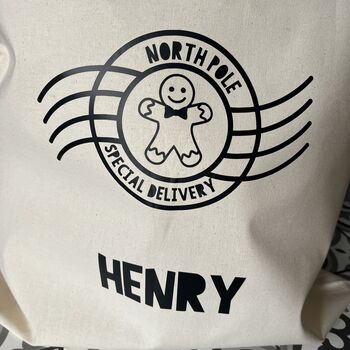 NORTH POLE
SPECIAL DELIVERY
HENRY